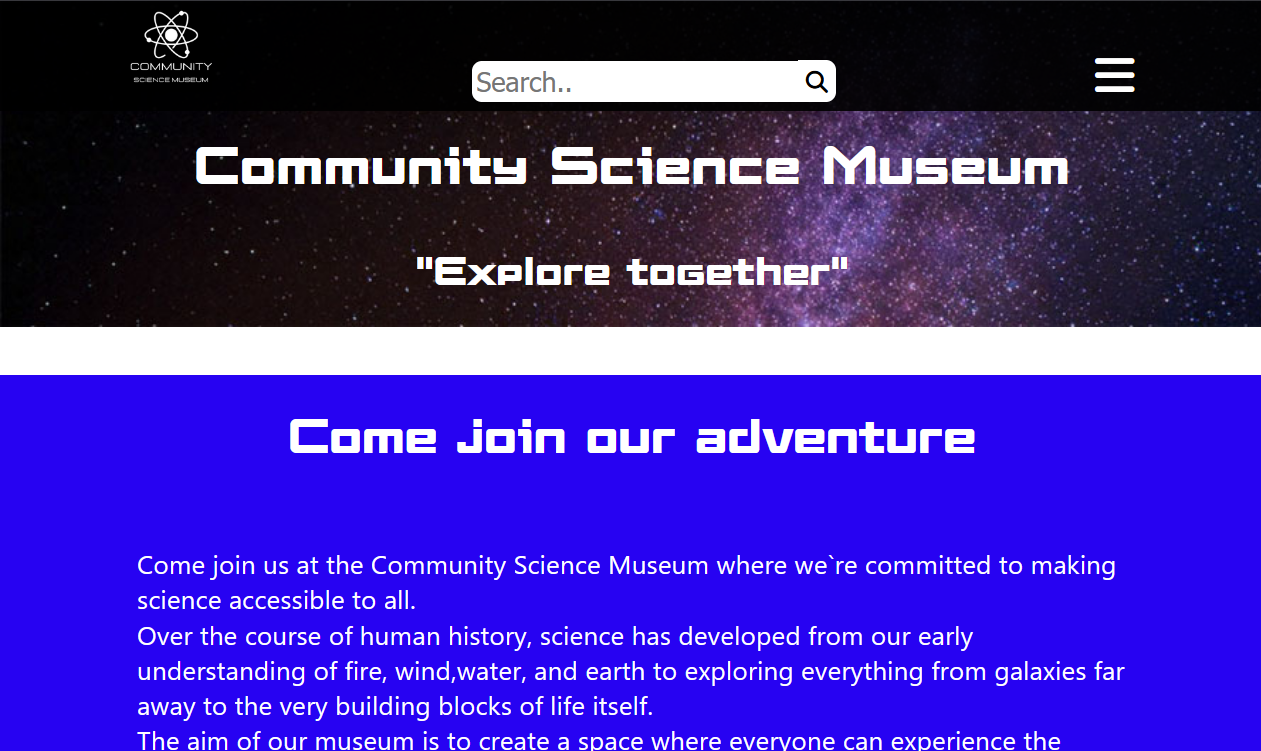 COMMUNITY
SCIENCE MUSEUM
Search..
Community Science Museum
"Explore together"
Come join our adventure
Come join us at the Community Science Museum where we`re committed to making
science accessible to all.
Over the course of human history, science has developed from our early
understanding of fire, wind,water, and earth to exploring everything from galaxies far
away to the very building blocks of life itself.
The aim of our museum is to create a space where everyone can experience the